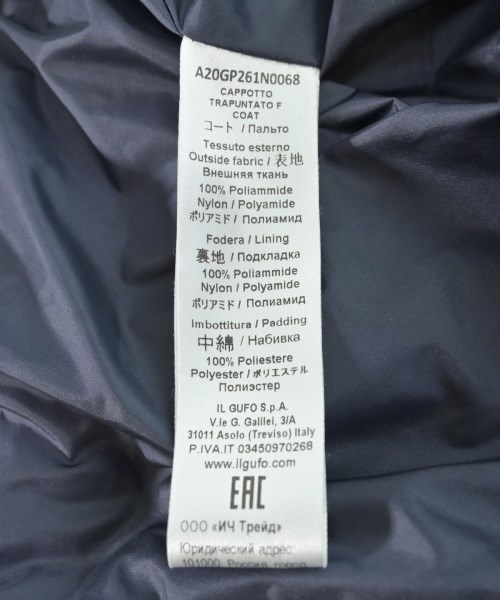 A20GP261N0068
CAPPOTTO
TRAPUNTATO F
COAT
コート / Пальто
Tessuto esterno
Outside fabric / 表地
Внешняя ткань
100% Poliammide
Nylon / Polyamide
ポリアミド / Полиамид
Fodera / Lining
裏地 / Подкладка
100% Poliammide
Nylon / Polyamide
ポリアミド / Полиамид
Imbottitura / Padding
中綿 / Набивка
100% Poliestere
Polyester / ポリエステル
Полиэстер
IL GUFO S.p.A.
V.le G. Galilei, 3/A
31011 Asolo (Treviso) Italy
P.IVA.IT 03450970268
www.ilgufo.com
EAC
ООО «ИЧ Трейд»
Юридический адрес:
101000, Россия, город